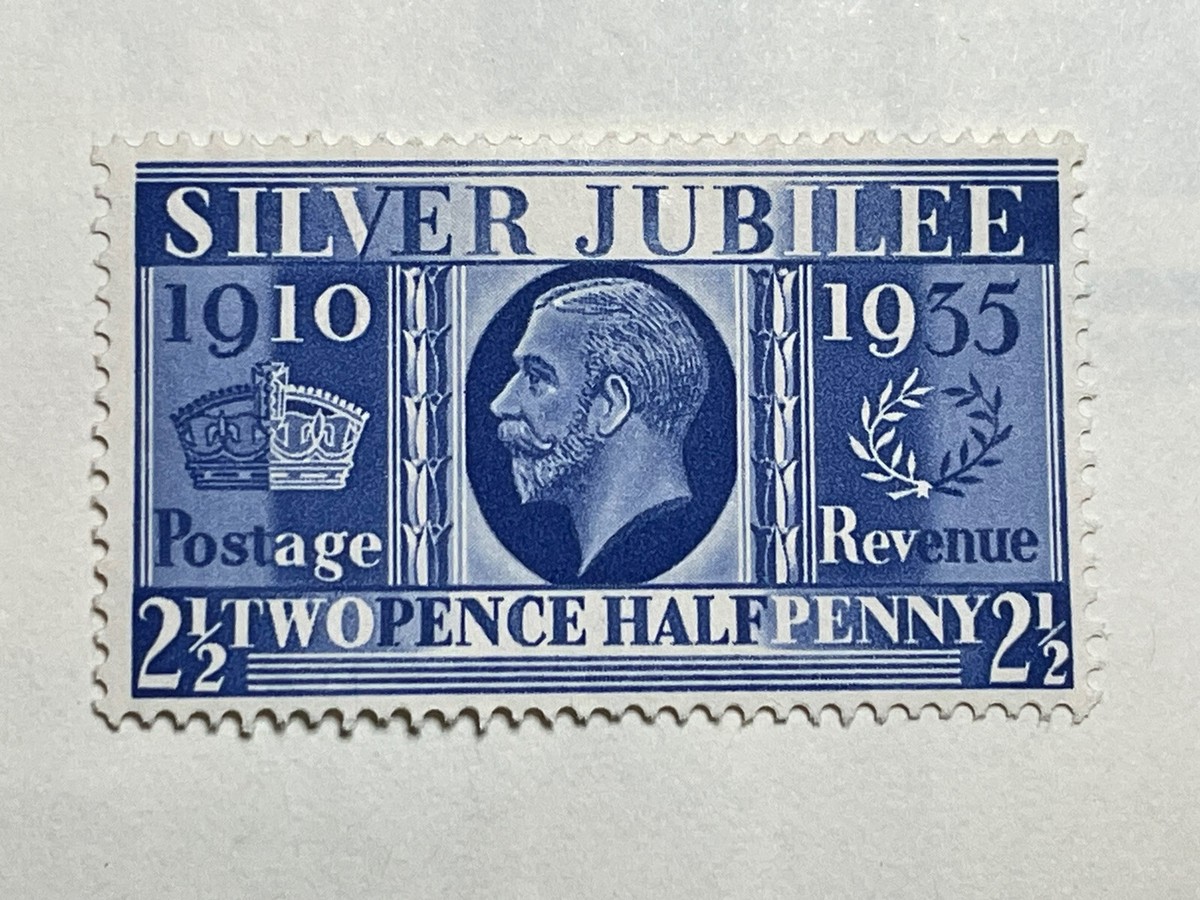 SILVER JUBILEE
1910 1935
Postage Revenue
2½ TWOPENCE HALFPENNY 2½